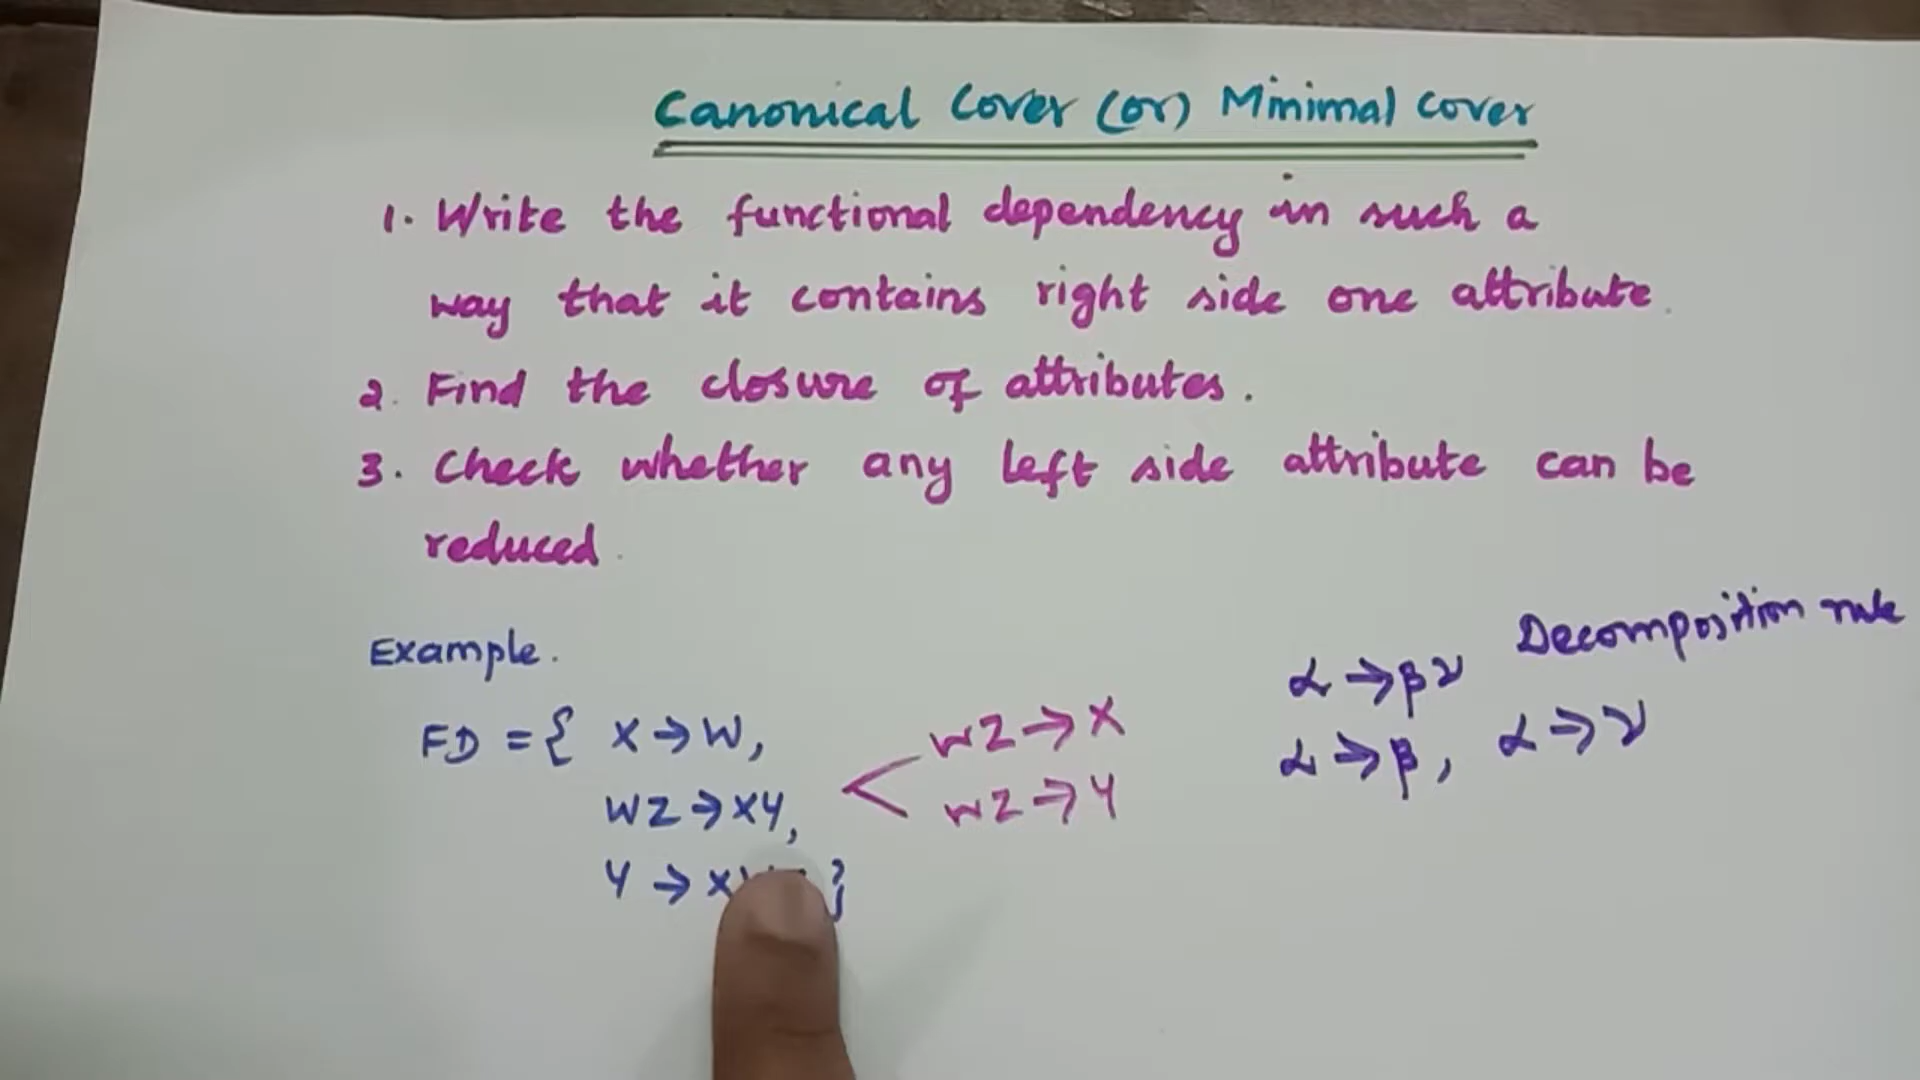 Canonical Cover (or) Minimal Cover
1. Write the functional dependency in such a
way that it contains right side one attribute.
2. Find the closure of attributes.
3. Check whether any left side attribute can be
reduced.
Example.
Decomposition rule
α → βγ
α → β, α → γ
FD = { X → W,
WZ → XY,
Y → X }
WZ → X
WZ → Y